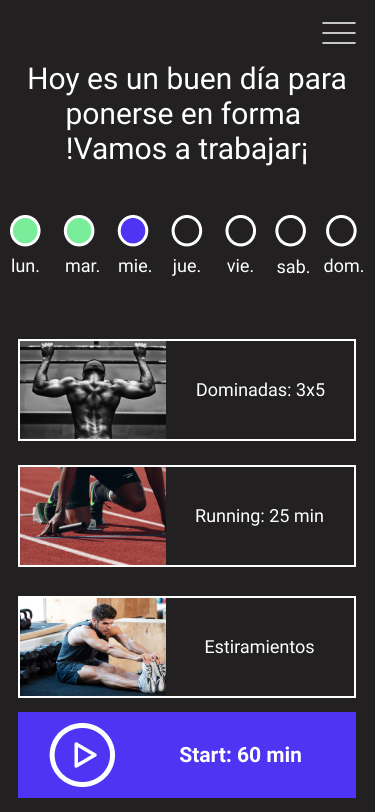 Hoy es un buen día para
ponerse en forma
!Vamos a trabajar¡
lun. mar. mie. jue. vie. sab. dom.
Dominadas: 3x5
Running: 25 min
Estiramientos
Start: 60 min